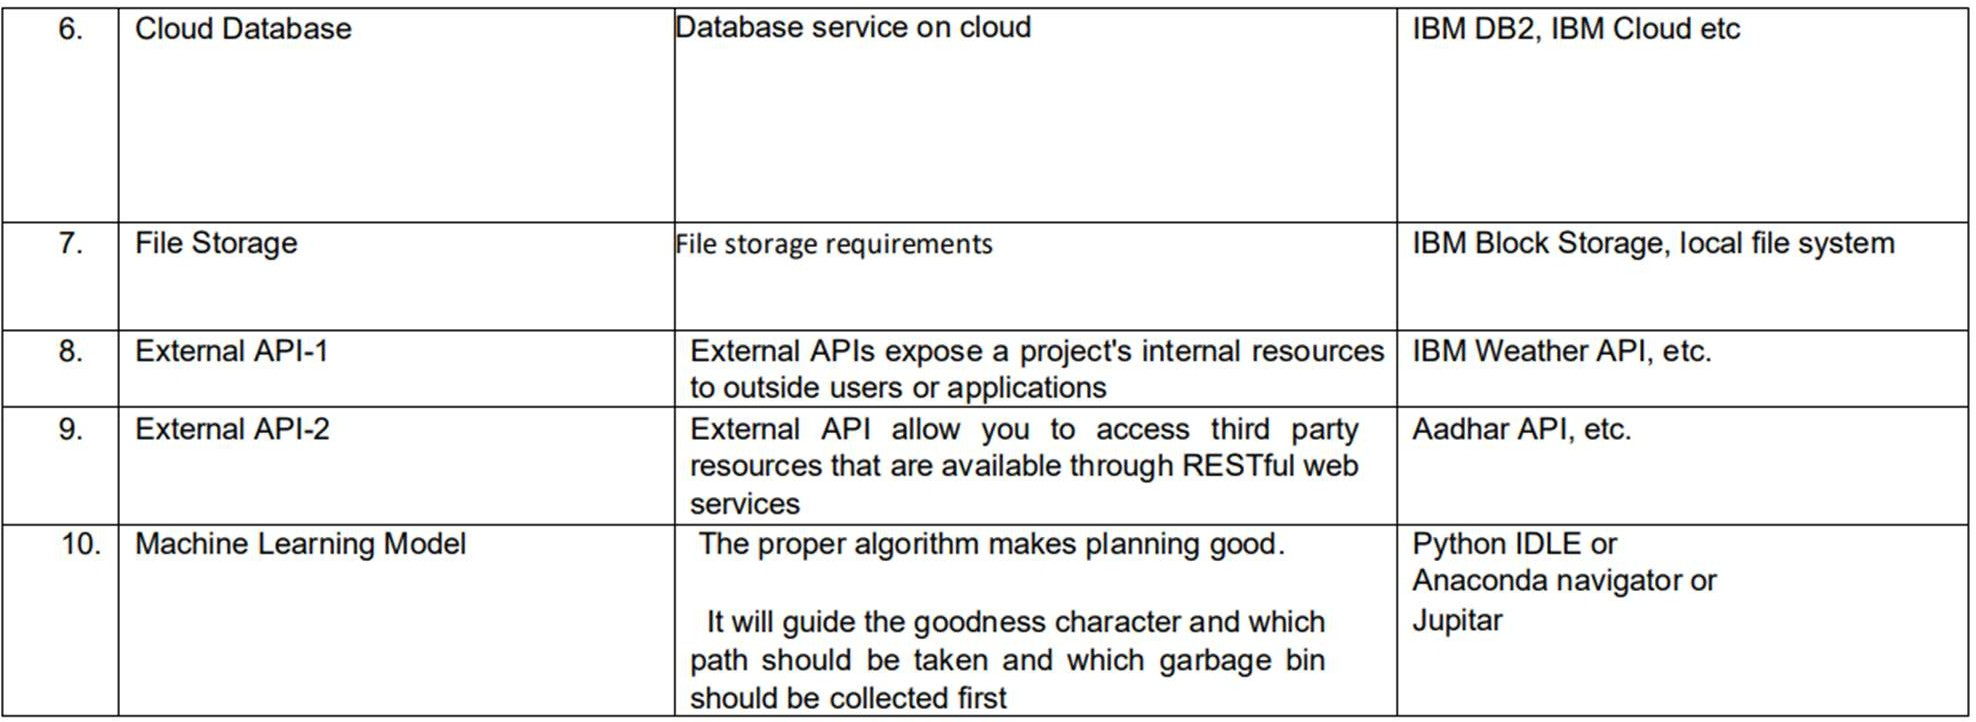 6. Cloud Database Database service on cloud IBM DB2, IBM Cloud etc
7. File Storage File storage requirements IBM Block Storage, local file system
8. External API-1 External APIs expose a project's internal resources IBM Weather API, etc.
to outside users or applications
9. External API-2 External API allow you to access third party Aadhar API, etc.
resources that are available through RESTful web
services
10. Machine Learning Model The proper algorithm makes planning good. Python IDLE or
Anaconda navigator or
It will guide the goodness character and which Jupitar
path should be taken and which garbage bin
should be collected first